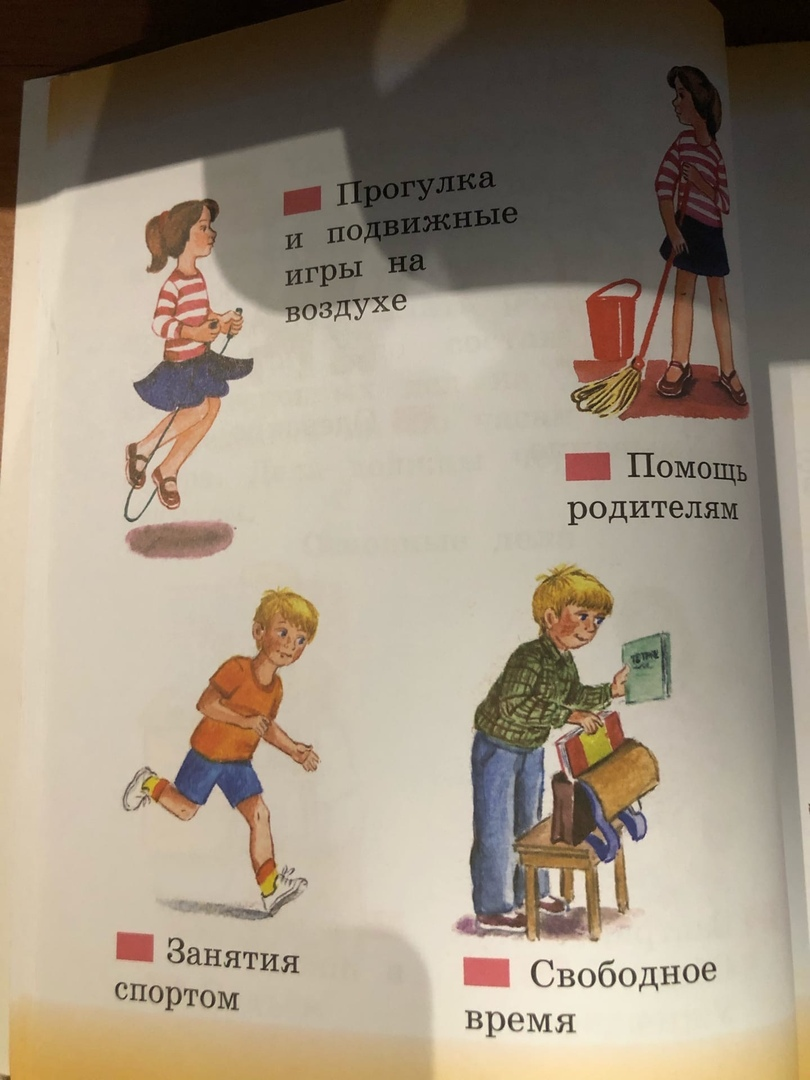 Прогулка
и подвижные
игры на
воздухе
Помощь
родителям
Занятия
спортом
Свободное
время